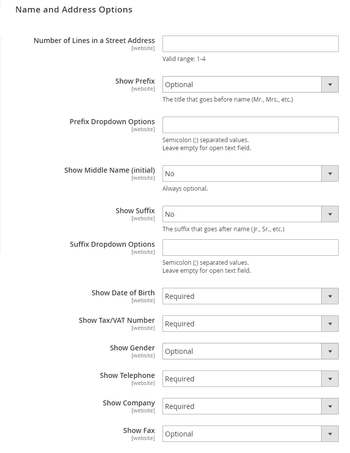 Name and Address Options
Number of Lines in a Street Address
[website]
Valid range: 1-4
Show Prefix
[website]
Optional
The title that goes before name (Mr., Mrs., etc.)
Prefix Dropdown Options
[website]
Semicolon (;) separated values.
Leave empty for open text field.
Show Middle Name (initial)
[website]
No
Always optional.
Show Suffix
[website]
No
The suffix that goes after name (Jr., Sr., etc.)
Suffix Dropdown Options
[website]
Semicolon (;) separated values.
Leave empty for open text field.
Show Date of Birth
[website]
Required
Show Tax/VAT Number
[website]
Required
Show Gender
[website]
Optional
Show Telephone
[website]
Required
Show Company
[website]
Required
Show Fax
[website]
Optional